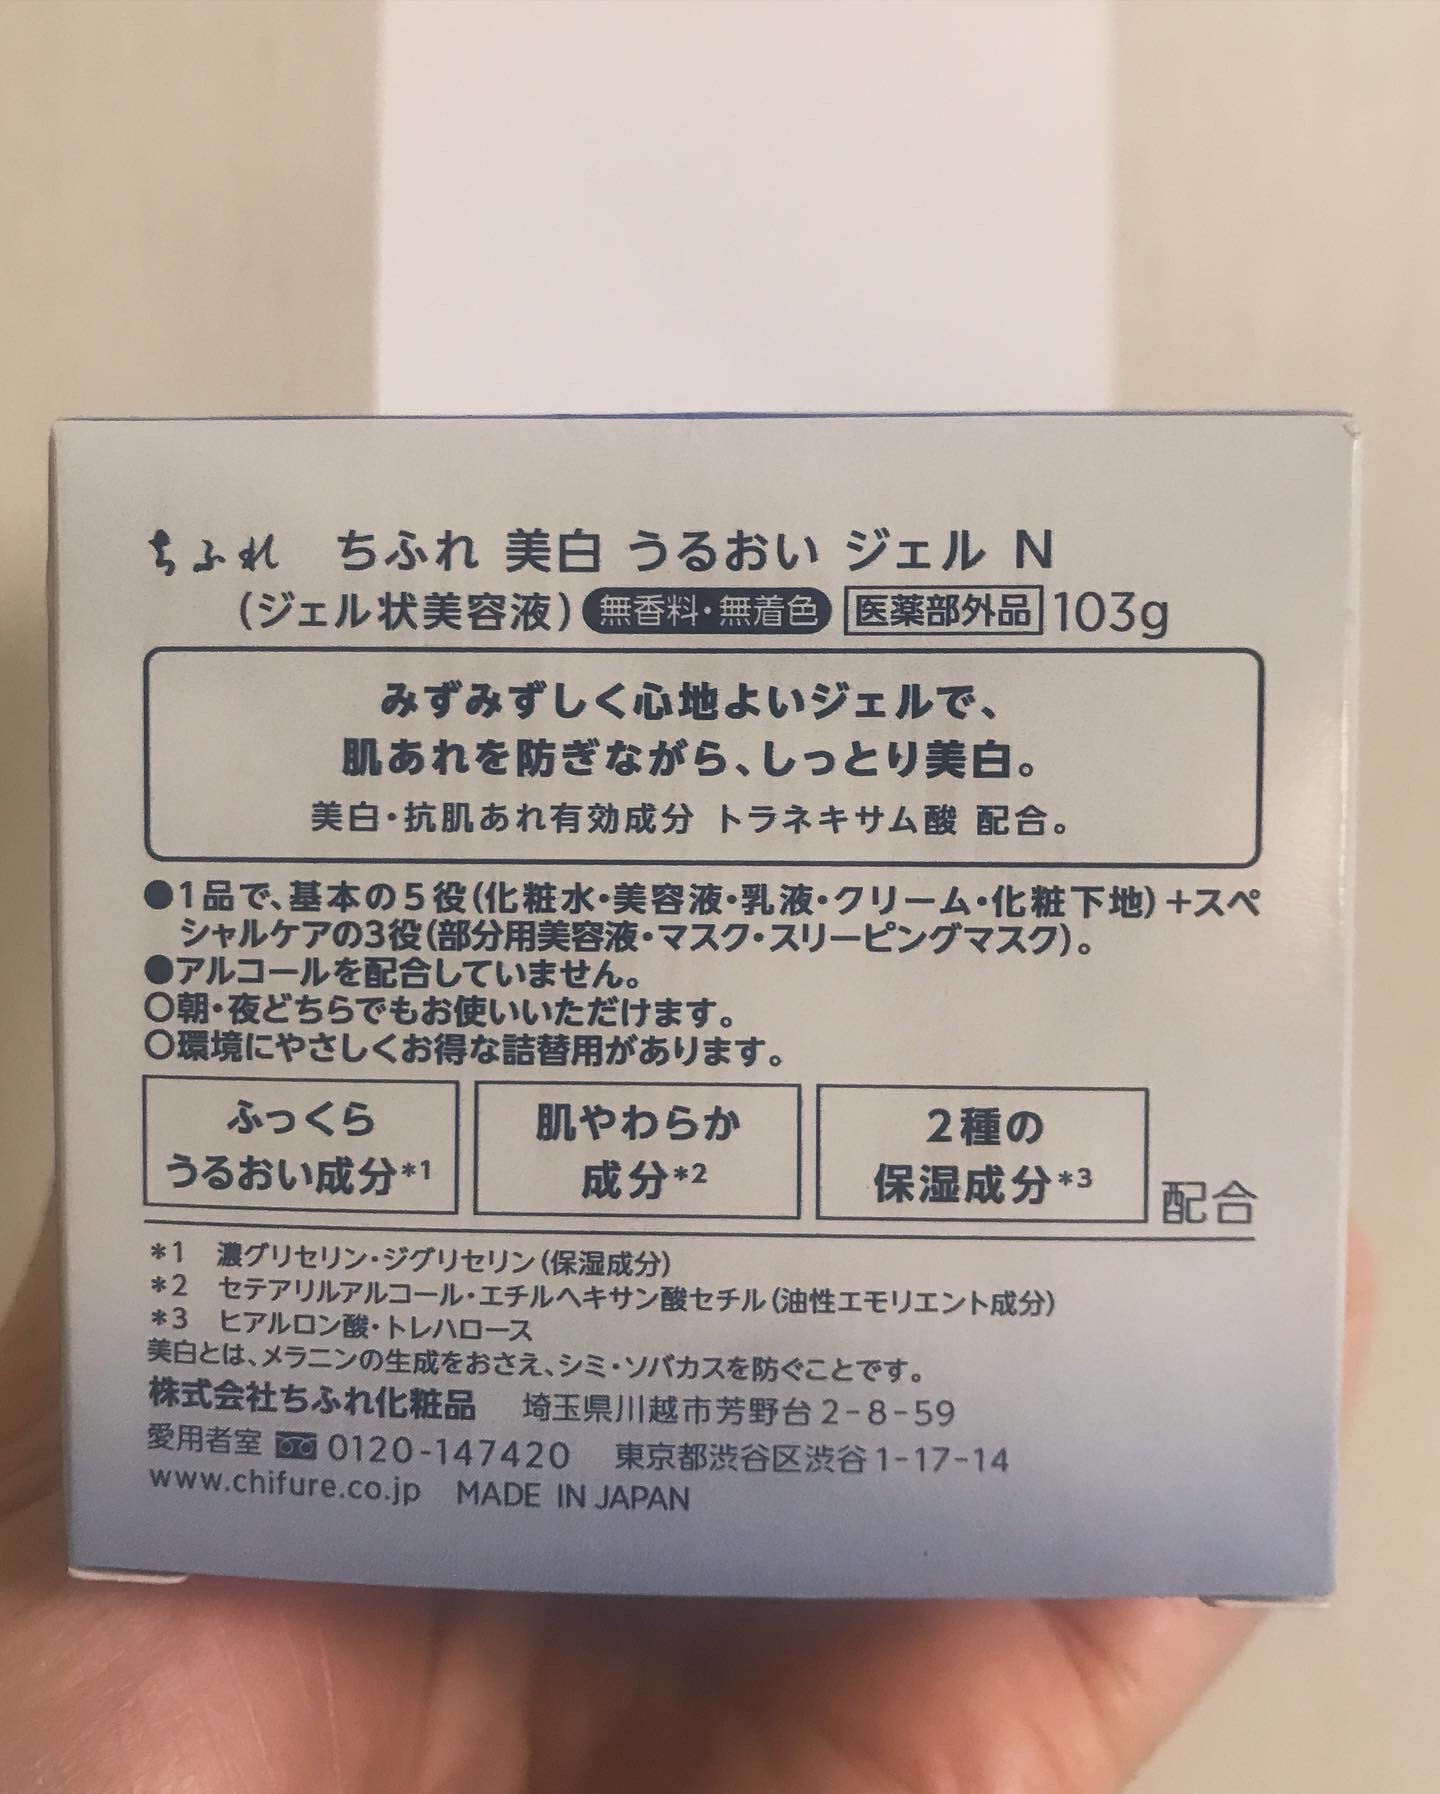 ちふれ ちふれ 美白 うるおい ジェル N
(ジェル状美容液) 無香料・無着色 医薬部外品 103g
みずみずしく心地よいジェルで、
肌あれを防ぎながら、しっとり美白。
美白・抗肌あれ有効成分 トラネキサム酸 配合。
●1品で、基本の5役(化粧水・美容液・乳液・クリーム・化粧下地)+スペ
シャルケアの3役(部分用美容液・マスク・スリーピングマスク)。
●アルコールを配合していません。
○朝・夜どちらでもお使いいただけます。
○環境にやさしくお得な詰替用があります。
ふっくら
うるおい成分*1
肌やわらか
成分*2
2種の
保湿成分*3
配合
*1 濃グリセリン・ジグリセリン(保湿成分)
*2 セテアリルアルコール・エチルヘキサン酸セチル(油性エモリエント成分)
*3 ヒアルロン酸・トレハロース
美白とは、メラニンの生成をおさえ、シミ・ソバカスを防ぐことです。
株式会社ちふれ化粧品 埼玉県川越市芳野台2-8-59
愛用者室 0120-147420 東京都渋谷区渋谷1-17-14
www.chifure.co.jp MADE IN JAPAN